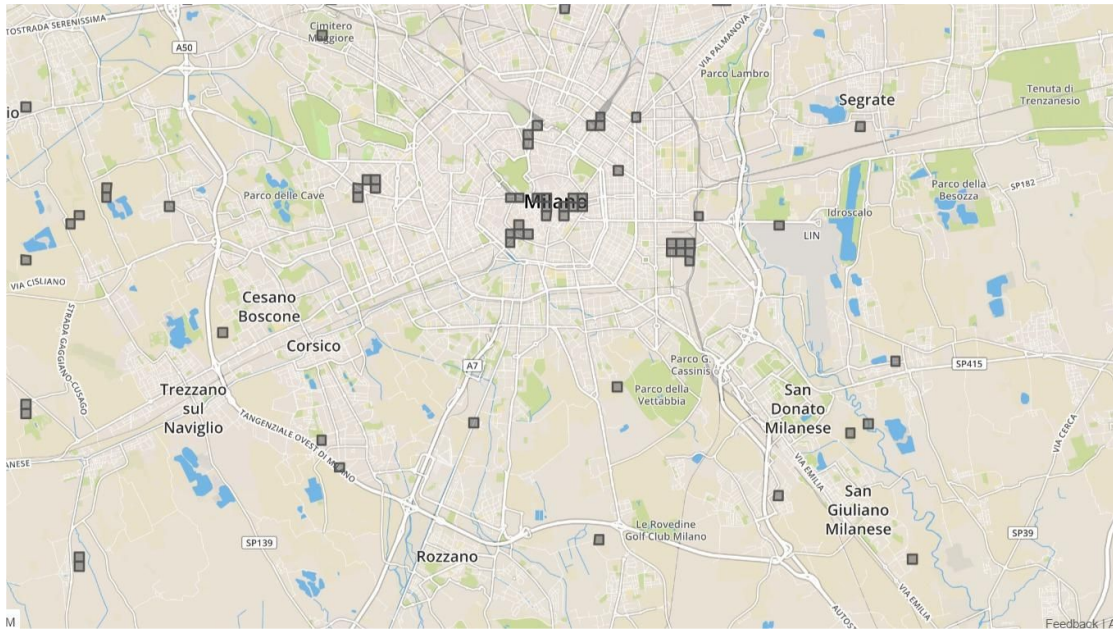 TOSTRADA SERENISSIMA
Cimitero
Maggiore
A50
VIA PALMANOVA
Parco Lambro
Segrate
Tenuta di
Trenzanesio
io
Parco delle Cave
Milano
Parco della
Besozza
SP182
Idroscalo
LIN
VIA CISLIANO
Cesano
Boscone
STRADA GAGGIANO-CUSAGO
Corsico
A7
Parco G.
Cassinis
SP415
Trezzano
sul
Naviglio
Parco della
Vettabbia
San
Donato
Milanese
TANGENZIALE OVEST DI MILANO
VIA CERCA
ANESE
VIA EMILIA
San
Giuliano
Milanese
Le Rovedine
Golf Club Milano
SP139
SP39
Rozzano
VIA EMILIA
AUTOST
M
Feedback | A